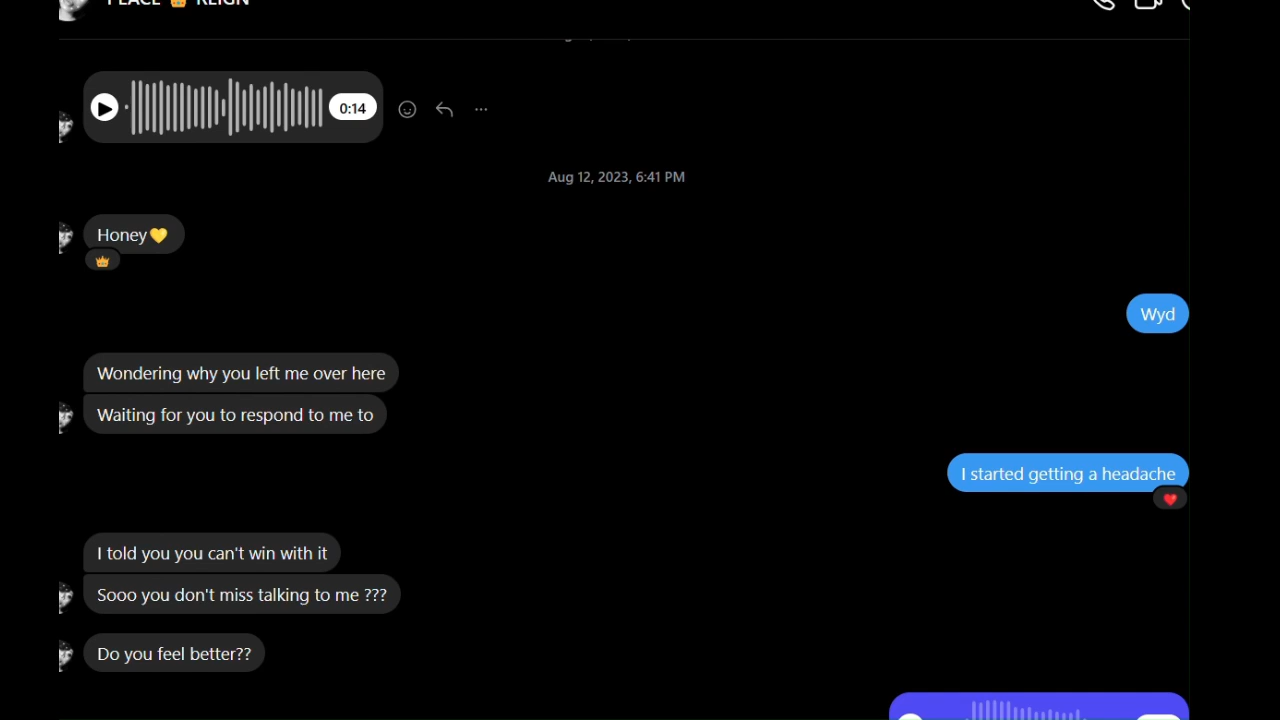 PEACE 👑 REIGN
0:14
Aug 12, 2023, 6:41 PM
Honey💛
👑
Wyd
Wondering why you left me over here
Waiting for you to respond to me to
I started getting a headache
❤️
I told you you can't win with it
Sooo you don't miss talking to me ???
Do you feel better??